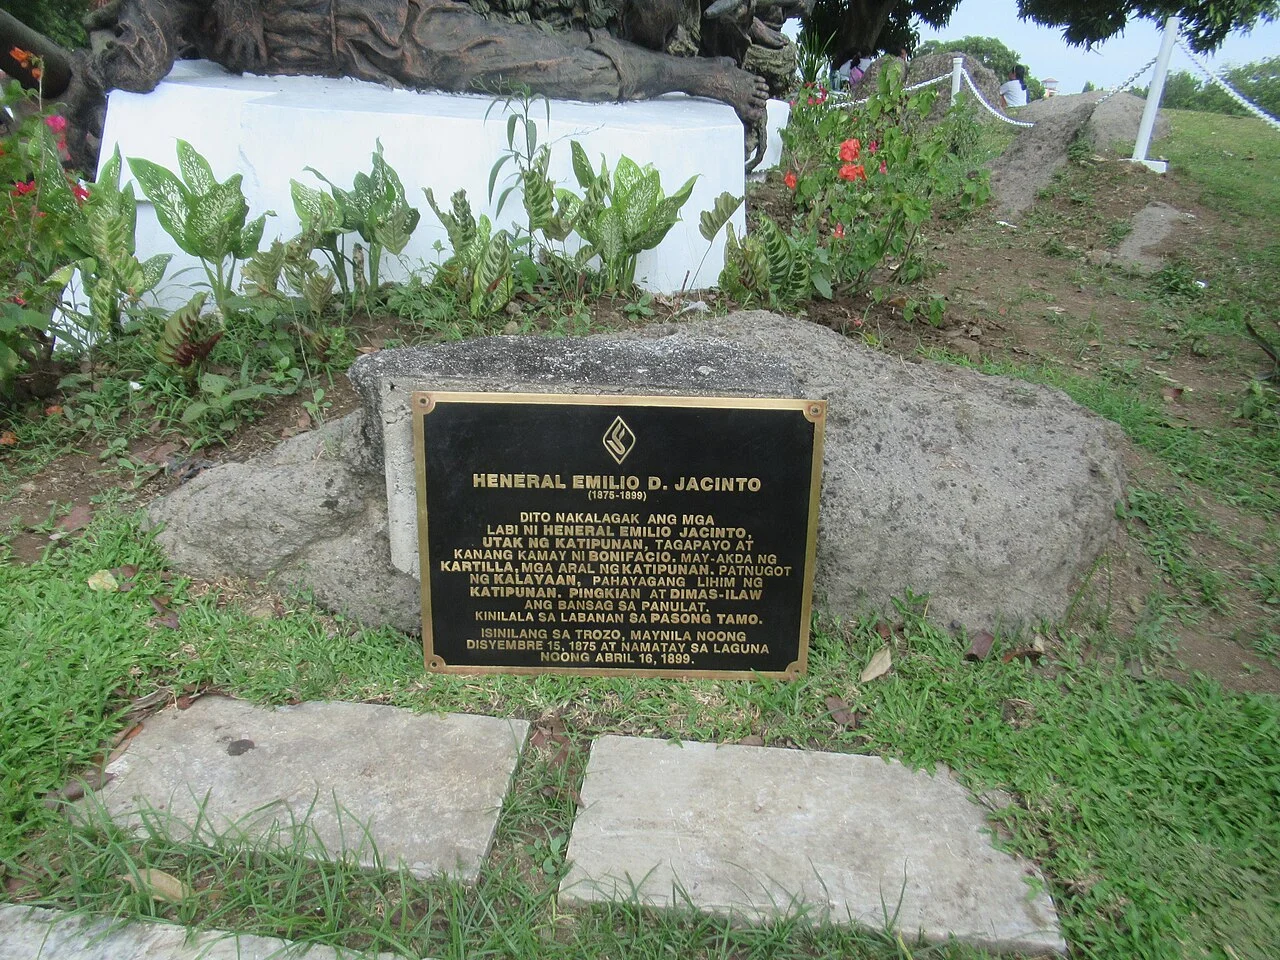 HENERAL EMILIO D. JACINTO
(1875-1899)
DITO NAKALAGAK ANG MGA
LABI NI HENERAL EMILIO JACINTO,
UTAK NG KATIPUNAN, TAGAPAYO AT
KANANG KAMAY NI BONIFACIO, MAY-AKDA NG
KARTILLA, MGA ARAL NG KATIPUNAN. PATNUGOT
NG KALAYAAN, PAHAYAGANG LIHIM NG
KATIPUNAN. PINGKIAN AT DIMAS-ILAW
ANG BANSAG SA PANULAT.
KINILALA SA LABANAN SA PASONG TAMO.
ISINILANG SA TROZO, MAYNILA NOONG
DISYEMBRE 15, 1875 AT NAMATAY SA LAGUNA
NOONG ABRIL 16, 1899.